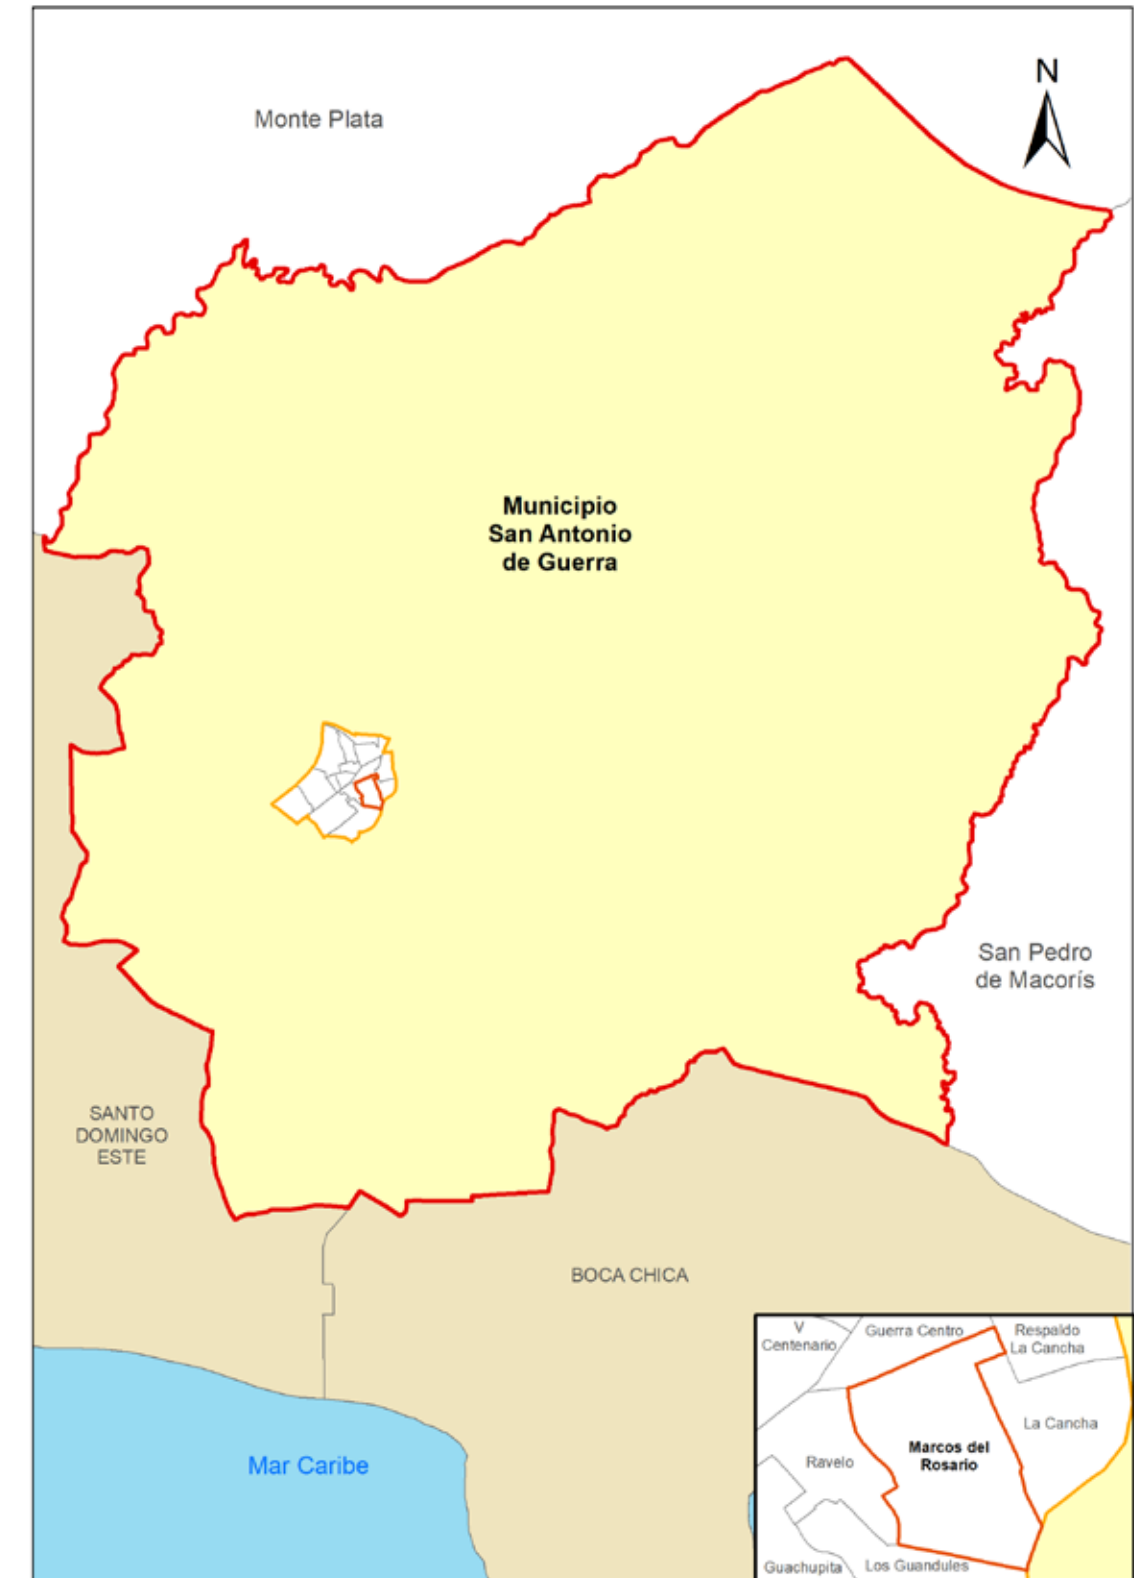 N
Monte Plata
Municipio
San Antonio
de Guerra
San Pedro
de Macorís
SANTO
DOMINGO
ESTE
BOCA CHICA
Mar Caribe
V
Centenario
Guerra Centro
Respaldo
La Cancha
La Cancha
Marcos del
Rosario
Ravelo
Guachupita
Los Guandules